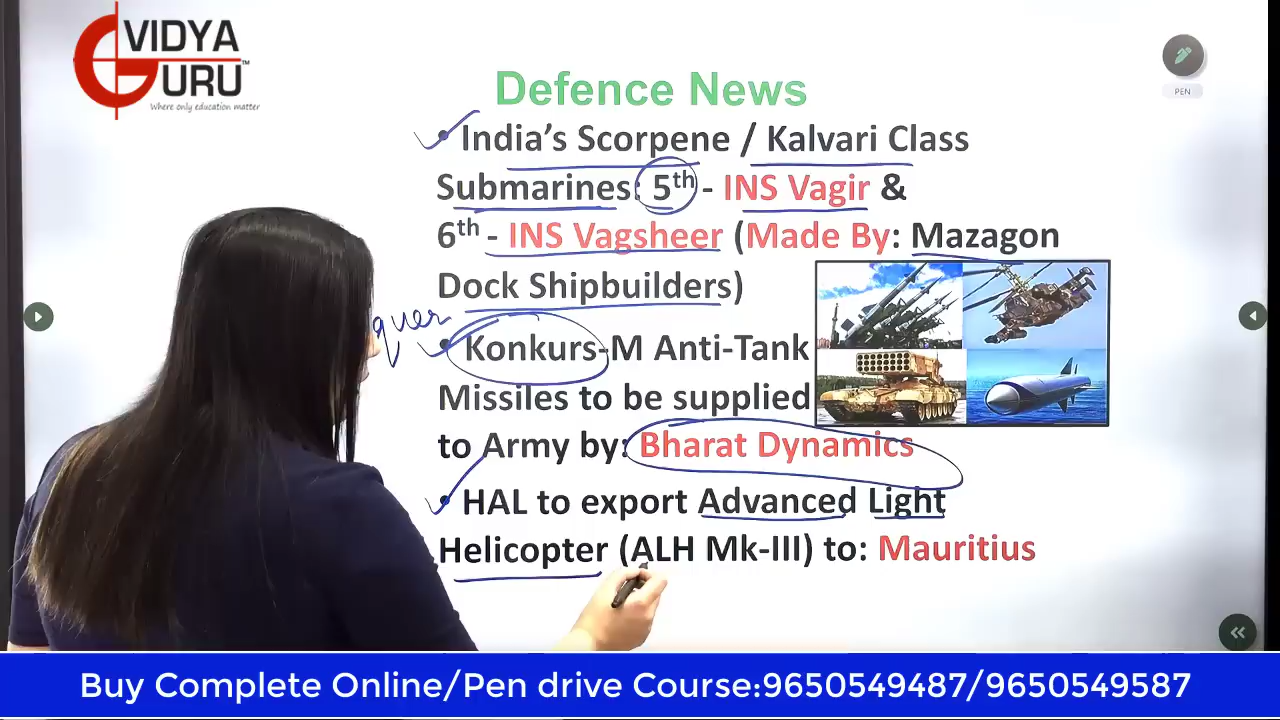 VIDYA
GURU™
Where only education matter
Defence News
PEN
• India's Scorpene / Kalvari Class
Submarines: 5th - INS Vagir &
6th - INS Vagsheer (Made By: Mazagon
Dock Shipbuilders)
quer
• Konkurs-M Anti-Tank
Missiles to be supplied
to Army by: Bharat Dynamics
• HAL to export Advanced Light
Helicopter (ALH Mk-III) to: Mauritius
Buy Complete Online/Pen drive Course:9650549487/9650549587